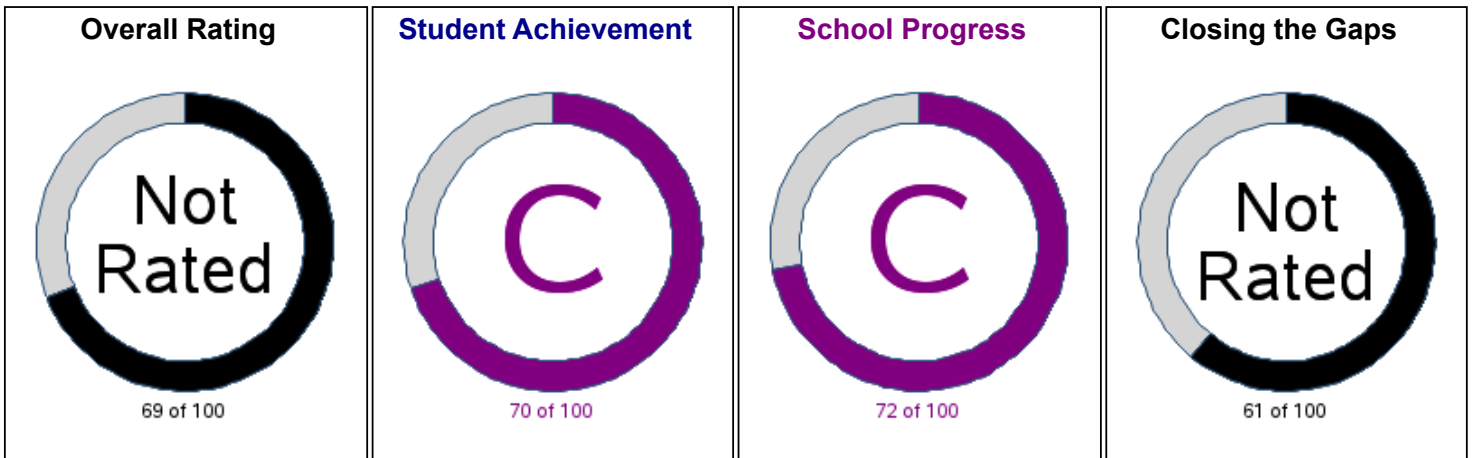 Overall Rating
Not
Rated
69 of 100
Student Achievement
C
70 of 100
School Progress
C
72 of 100
Closing the Gaps
Not
Rated
61 of 100